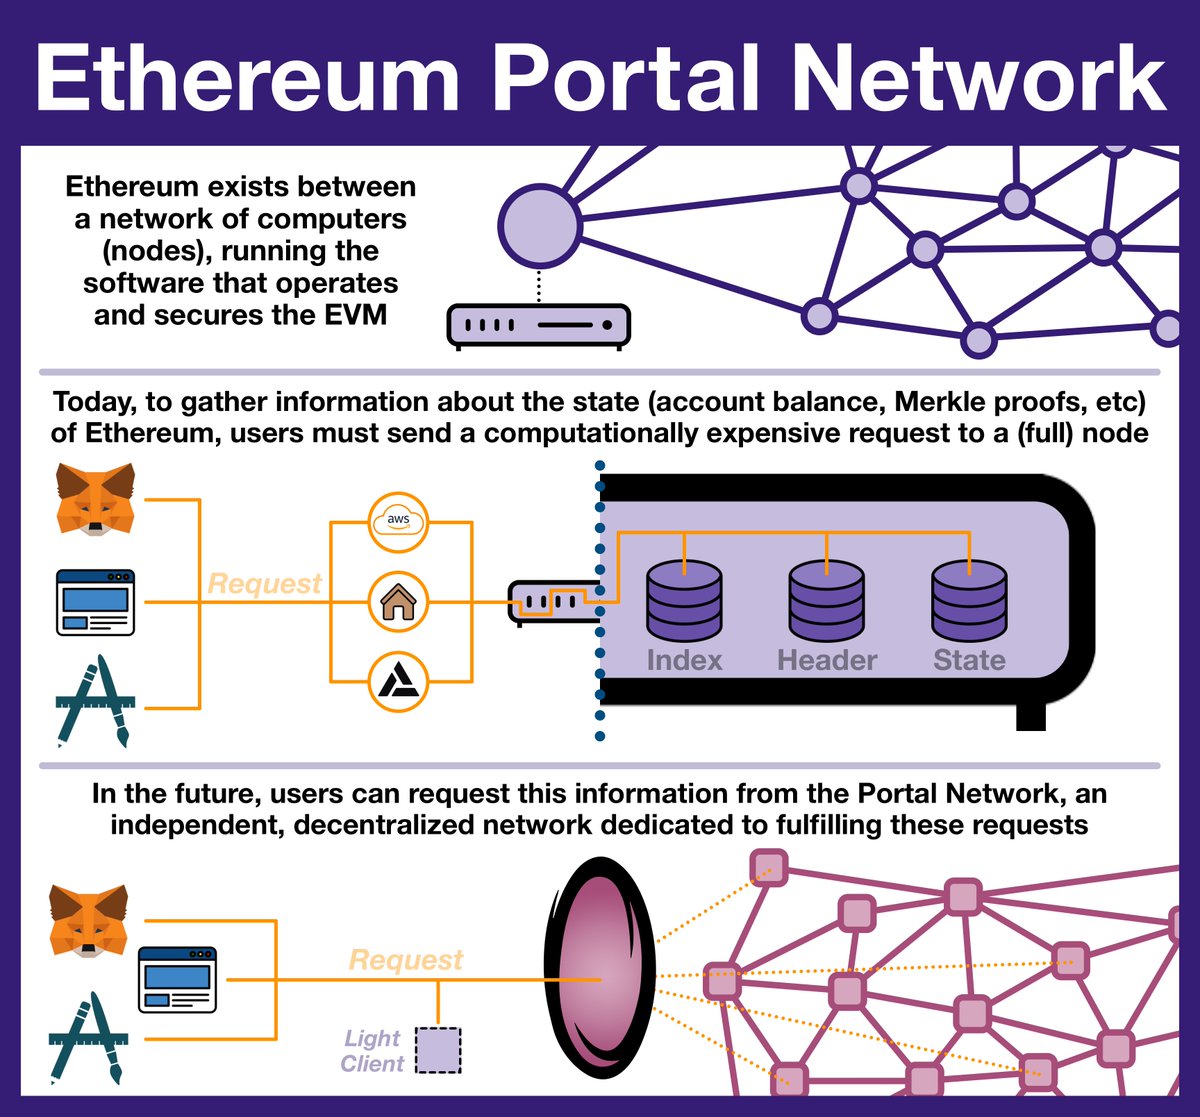 Ethereum Portal Network
Ethereum exists between
a network of computers
(nodes), running the
software that operates
and secures the EVM
Today, to gather information about the state (account balance, Merkle proofs, etc)
of Ethereum, users must send a computationally expensive request to a (full) node
aws
Request
Index
Header
State
In the future, users can request this information from the Portal Network, an
independent, decentralized network dedicated to fulfilling these requests
Request
Light
Client